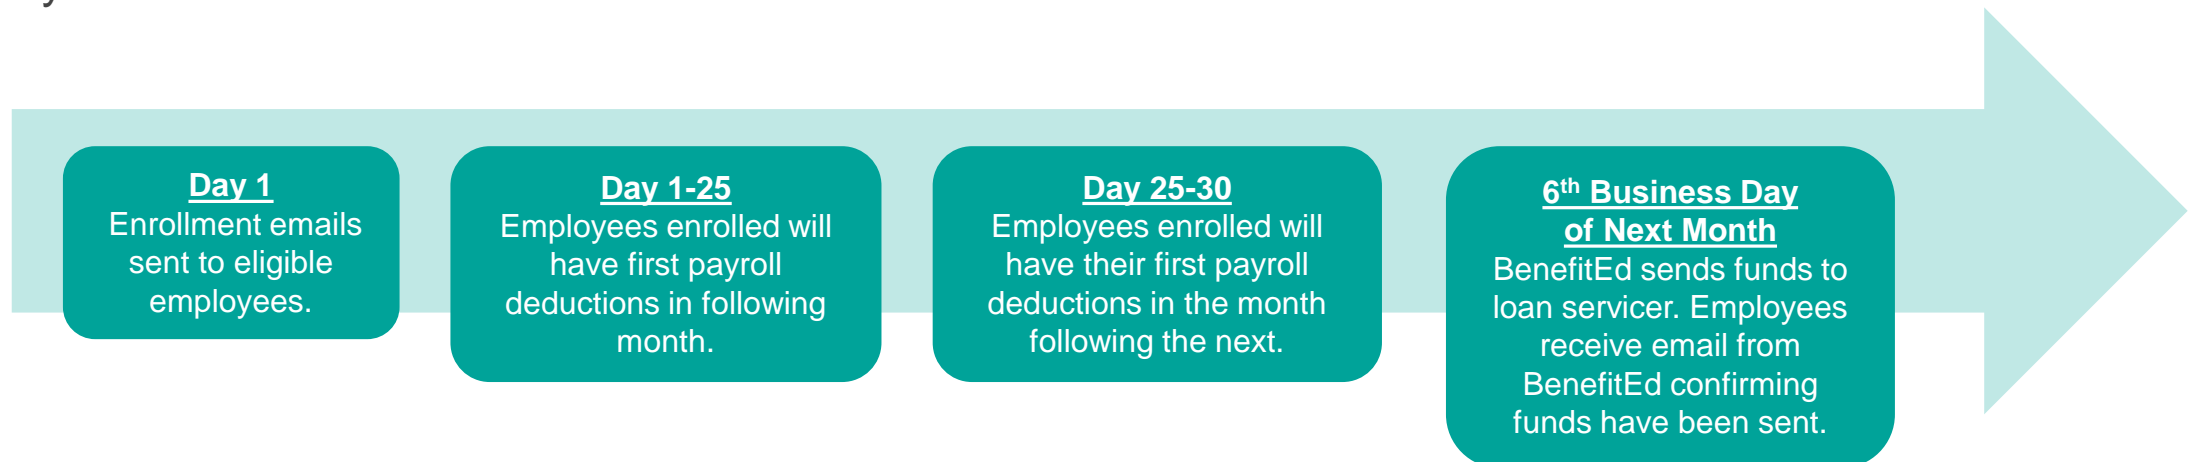 Day 1
Enrollment emails
sent to eligible
employees.
Day 1-25
Employees enrolled will
have first payroll
deductions in following
month.
Day 25-30
Employees enrolled will
have their first payroll
deductions in the month
following the next.
6th Business Day
of Next Month
BenefitEd sends funds to
loan servicer. Employees
receive email from
BenefitEd confirming
funds have been sent.